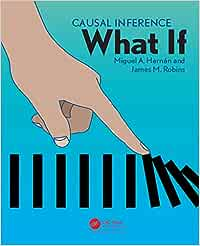 CAUSAL INFERENCE
What If
Miguel A. Hernán and
James M. Robins